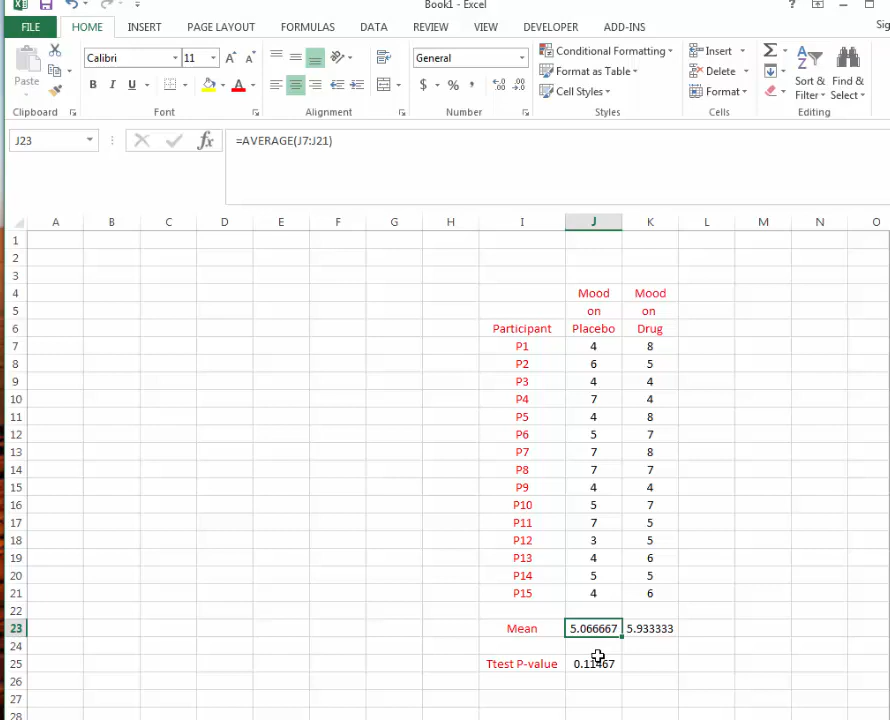 Book1 - Excel
?
FILE HOME INSERT PAGE LAYOUT FORMULAS DATA REVIEW VIEW DEVELOPER ADD-INS
Paste
Calibri 11 A A
B I U A
General
$ % ,
Conditional Formatting
Format as Table
Cell Styles
Insert
Delete
Format
Sort & Filter
Find & Select
Clipboard Font Alignment Number Styles Cells Editing
J23 fx =AVERAGE(J7:J21)
A B C D E F G H I J K L M N O
1
2
3
4 Mood Mood
5 on on
6 Participant Placebo Drug
7 P1 4 8
8 P2 6 5
9 P3 4 4
10 P4 7 4
11 P5 4 8
12 P6 5 7
13 P7 7 8
14 P8 7 7
15 P9 4 4
16 P10 5 7
17 P11 7 5
18 P12 3 5
19 P13 4 6
20 P14 5 5
21 P15 4 6
22
23 Mean 5.066667 5.933333
24
25 Ttest P-value 0.11467
26
27
28